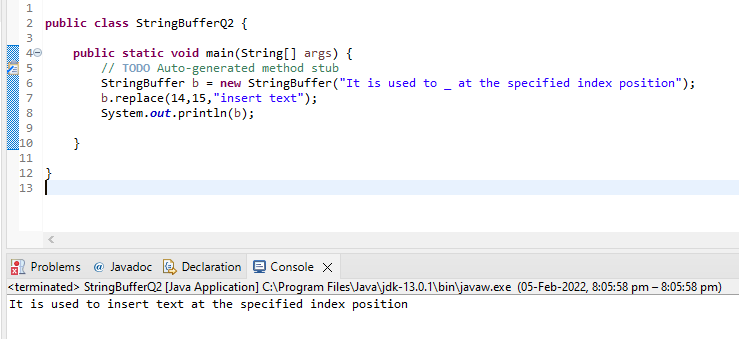 1
2 public class StringBufferQ2 {
3
4 public static void main(String[] args) {
5 // TODO Auto-generated method stub
6 StringBuffer b = new StringBuffer("It is used to _ at the specified index position");
7 b.replace(14,15,"insert text");
8 System.out.println(b);
9
10 }
11
12 }
13
Problems @ Javadoc Declaration Console
<terminated> StringBufferQ2 [Java Application] C:\Program Files\Java\jdk-13.0.1\bin\javaw.exe (05-Feb-2022, 8:05:58 pm – 8:05:58 pm)
It is used to insert text at the specified index position